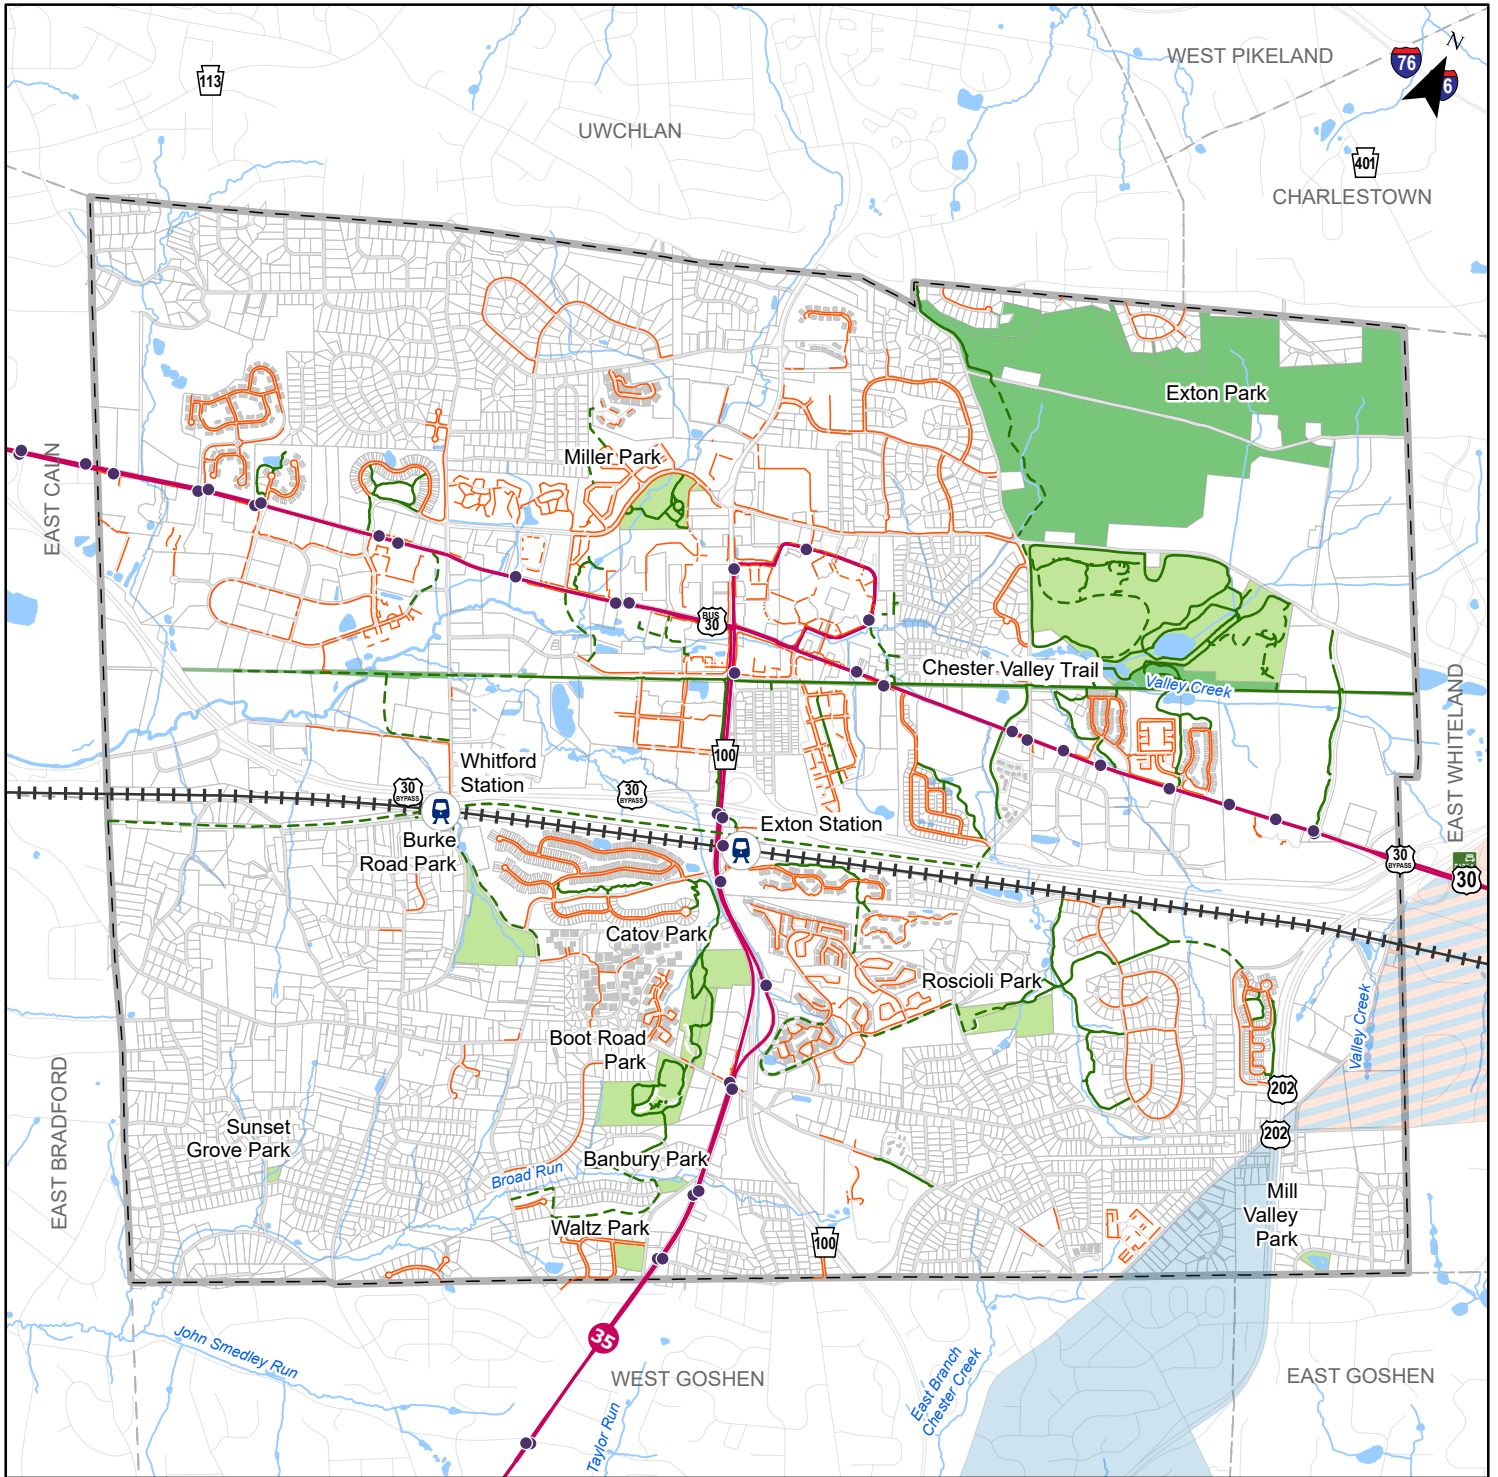 WEST PIKELAND
N
76
6
113
UWCHLAN
401
CHARLESTOWN
Exton Park
Miller Park
EAST CALN
BUS
30
Chester Valley Trail
Valley Creek
EAST WHITELAND
100
Whitford
Station
30
BYPASS
30
BYPASS
Exton Station
Burke
Road Park
30
BYPASS
30
Catov Park
Roscioli Park
Valley Creek
Boot Road
Park
202
202
EAST BRADFORD
Sunset
Grove Park
Banbury Park
Broad Run
Waltz Park
100
Mill
Valley
Park
John Smedley Run
35
WEST GOSHEN
East Branch
Chester Creek
EAST GOSHEN
Taylor Run